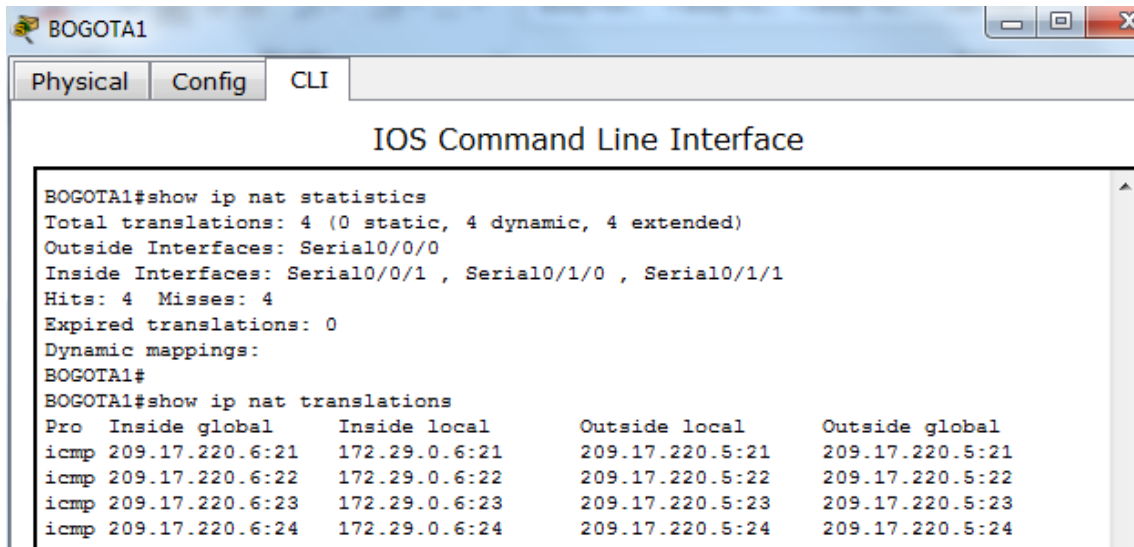 BOGOTA1
Physical Config CLI
IOS Command Line Interface
BOGOTA1#show ip nat statistics
Total translations: 4 (0 static, 4 dynamic, 4 extended)
Outside Interfaces: Serial0/0/0
Inside Interfaces: Serial0/0/1 , Serial0/1/0 , Serial0/1/1
Hits: 4  Misses: 4
Expired translations: 0
Dynamic mappings:
BOGOTA1#
BOGOTA1#show ip nat translations
Pro  Inside global     Inside local       Outside local      Outside global
icmp 209.17.220.6:21   172.29.0.6:21      209.17.220.5:21    209.17.220.5:21
icmp 209.17.220.6:22   172.29.0.6:22      209.17.220.5:22    209.17.220.5:22
icmp 209.17.220.6:23   172.29.0.6:23      209.17.220.5:23    209.17.220.5:23
icmp 209.17.220.6:24   172.29.0.6:24      209.17.220.5:24    209.17.220.5:24